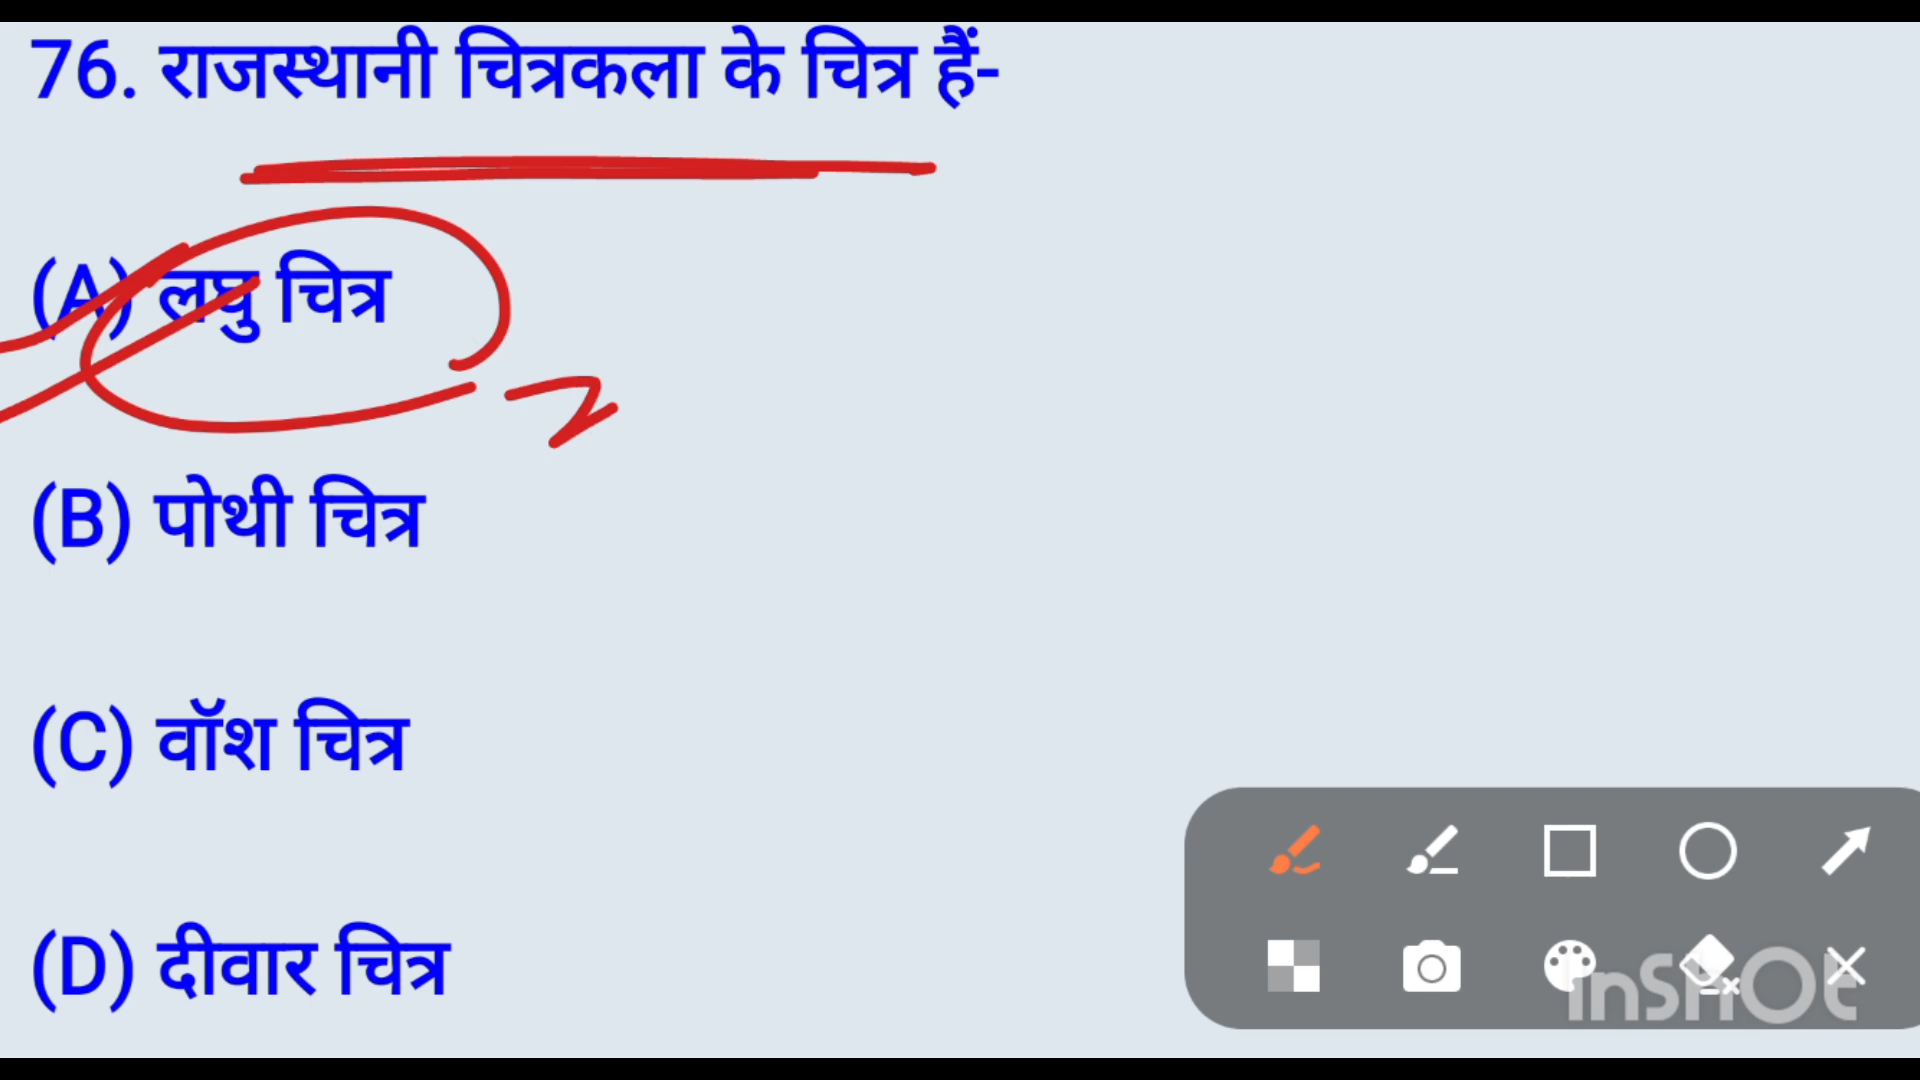 76. राजस्थानी चित्रकला के चित्र हैं-
(A) लघु चित्र
(B) पोथी चित्र
(C) वॉश चित्र
(D) दीवार चित्र
InShOt